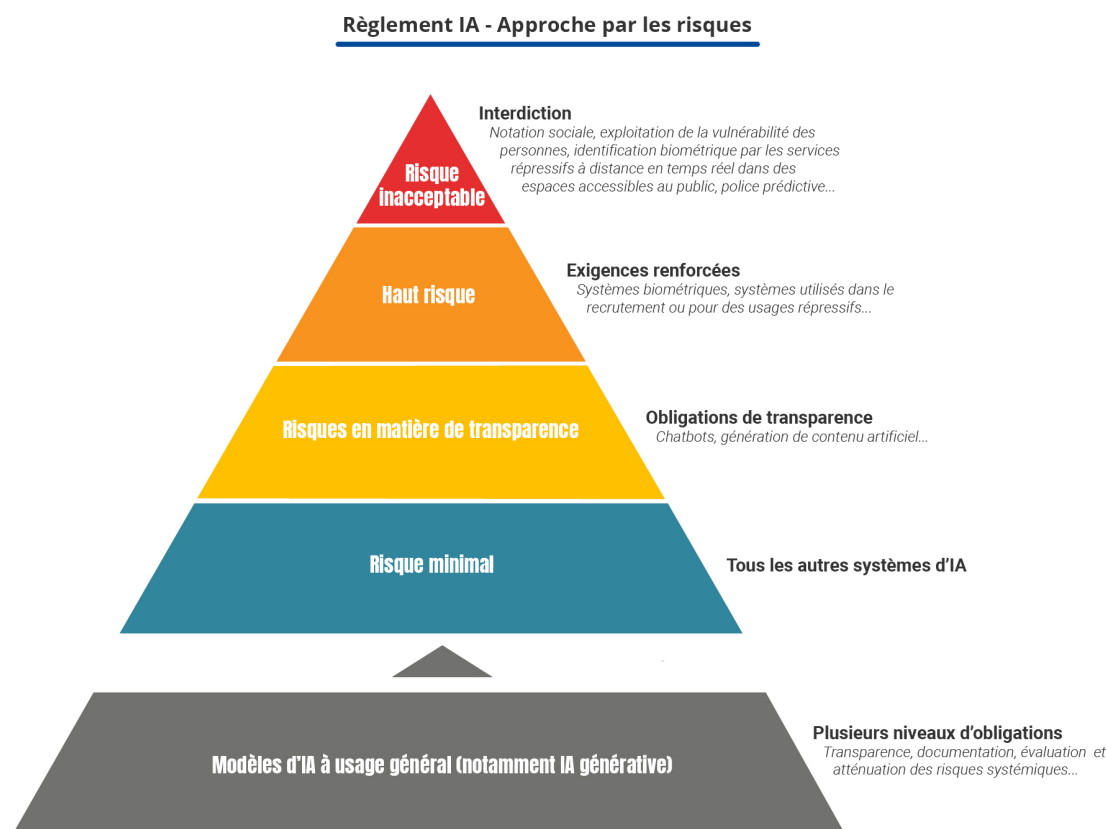 Règlement IA - Approche par les risques
Interdiction
Notation sociale, exploitation de la vulnérabilité des
personnes, identification biométrique par les services
répressifs à distance en temps réel dans des
espaces accessibles au public, police prédictive...
Risque
inacceptable
Exigences renforcées
Systèmes biométriques, systèmes utilisés dans le
recrutement ou pour des usages répressifs...
Haut risque
Obligations de transparence
Chatbots, génération de contenu artificiel...
Risques en matière de transparence
Risque minimal
Tous les autres systèmes d'IA
Plusieurs niveaux d'obligations
Transparence, documentation, évaluation et
atténuation des risques systémiques...
Modèles d'IA à usage général (notamment IA générative)